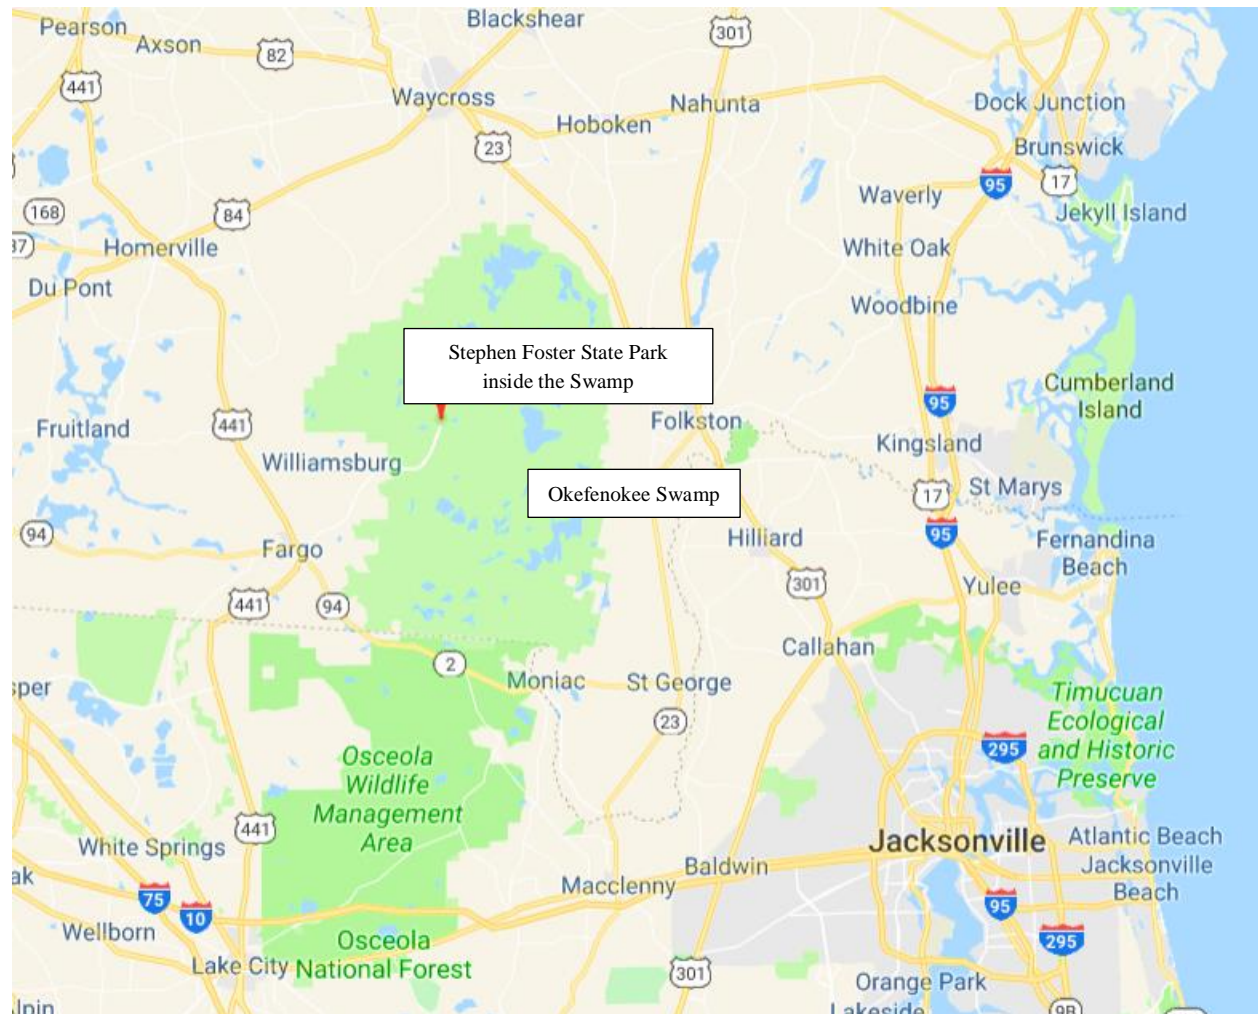 Pearson
Blackshear
Axson
82
301
441
Waycross
Nahunta
Dock Junction
Hoboken
23
Brunswick
95
17
Waverly
168
84
Jekyll Island
37
Homerville
White Oak
Du Pont
Woodbine
Stephen Foster State Park
inside the Swamp
Cumberland
Island
95
Folkston
Fruitland
441
Kingsland
Williamsburg
Okefenokee Swamp
17
St Marys
94
95
Hilliard
Fernandina
Beach
Fargo
301
Yulee
441
94
Callahan
2
Moniac
St George
sper
Timucuan
Ecological
and Historic
Preserve
23
295
Osceola
Wildlife
Management
Area
441
White Springs
Jacksonville
Atlantic Beach
Jacksonville
Beach
Baldwin
ak
Macclenny
75
10
95
Wellborn
295
Osceola
National Forest
Lake City
301
Orange Park
Lakeside
9B